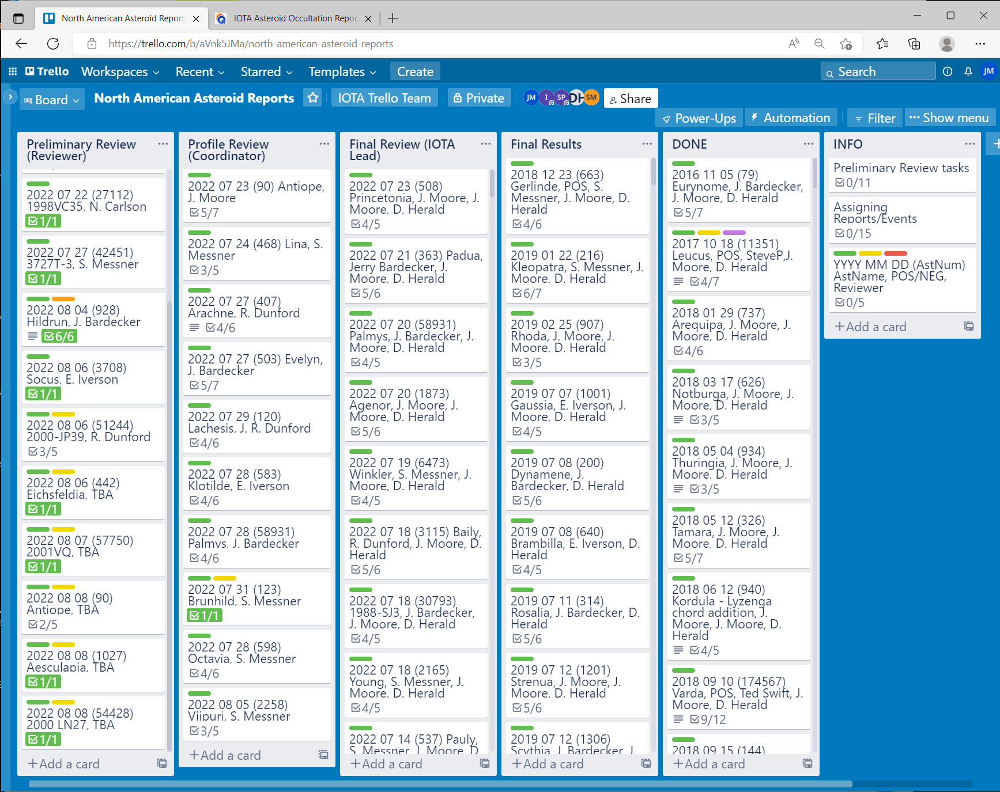 North American Asteroid Reports
IOTA Asteroid Occultation Repor
https://trello.com/b/aVnk5JMa/north-american-asteroid-reports
Trello Workspaces Recent Starred Templates Create Search JM
Board North American Asteroid Reports IOTA Trello Team Private JM I SP DH SM Share
Power-Ups Automation Filter Show menu
Preliminary Review
(Reviewer)
2022 07 22 (27112)
1998VC35, N. Carlson
1/1
2022 07 27 (42451)
3727T-3, S. Messner
1/1
2022 08 04 (928)
Hildrun, J. Bardecker
6/6
2022 08 06 (3708)
Socus, E. Iverson
1/1
2022 08 06 (51244)
2000-JP39, R. Dunford
3/5
2022 08 06 (442)
Eichsfeldia, TBA
1/1
2022 08 07 (57750)
2001VQ, TBA
1/1
2022 08 08 (90)
Antiope, TBA
2/5
2022 08 08 (1027)
Aesculapia, TBA
1/1
2022 08 08 (54428)
2000 LN27, TBA
1/1
+Add a card
Profile Review
(Coordinator)
2022 07 23 (90) Antiope,
J. Moore
5/7
2022 07 24 (468) Lina, S.
Messner
3/5
2022 07 27 (407)
Arachne, R. Dunford
4/6
2022 07 27 (503) Evelyn,
J. Bardecker
5/7
2022 07 29 (120)
Lachesis, J. R. Dunford
4/6
2022 07 28 (583)
Klotilde, E. Iverson
4/6
2022 07 28 (58931)
Palmys, J. Bardecker
4/6
2022 07 31 (123)
Brunhild, S. Messner
1/1
2022 07 28 (598)
Octavia, S. Messner
4/6
2022 08 05 (2258)
Viipuri, S. Messner
3/5
+Add a card
Final Review (IOTA
Lead)
2022 07 23 (508)
Princetonia, J. Moore, J.
Moore, D. Herald
4/5
2022 07 21 (363) Padua,
Jerry Bardecker, J.
Moore, D. Herald
5/6
2022 07 20 (58931)
Palmys, J. Bardecker, J.
Moore, D. Herald
4/5
2022 07 20 (1873)
Agenor, J. Moore, J.
Moore, D. Herald
5/6
2022 07 19 (6473)
Winkler, S. Messner, J.
Moore, D. Herald
4/5
2022 07 18 (3115) Baily,
R. Dunford, J. Moore, D.
Herald
5/6
2022 07 18 (30793)
1988-SJ3, J. Bardecker,
J. Moore, D. Herald
4/5
2022 07 18 (2165)
Young, S. Messner, J.
Moore, D. Herald
4/5
2022 07 14 (537) Pauly,
S. Messner, J. Moore, D.
+Add a card
Final Results
2018 12 23 (663)
Gerlinde, POS, S.
Messner, J. Moore, D.
Herald
4/6
2019 01 22 (216)
Kleopatra, S. Messner, J.
Moore, D. Herald
6/7
2019 02 25 (907)
Rhoda, J. Moore, J.
Moore, D. Herald
3/5
2019 07 07 (1001)
Gaussia, E. Iverson, J.
Moore, D. Herald
4/5
2019 07 08 (200)
Dynamene, J.
Bardecker, D. Herald
5/6
2019 07 08 (640)
Brambilla, E. Iverson, D.
Herald
4/5
2019 07 11 (314)
Rosalia, J. Bardecker, D.
Herald
5/6
2019 07 12 (1201)
Strenua, J. Moore, J.
Moore, D. Herald
5/6
2019 07 12 (1306)
Scythia, J. Bardecker, J.
+Add a card
DONE
2016 11 05 (79)
Eurynome, J. Bardecker,
J. Moore, D. Herald
5/7
2017 10 18 (11351)
Leucus, POS, SteveP,J.
Moore, D. Herald
4/7
2018 01 29 (737)
Arequipa, J. Moore, J.
Moore, D. Herald
4/6
2018 03 17 (626)
Notburga, J. Moore, J.
Moore, D. Herald
3/5
2018 05 04 (934)
Thuringia, J. Moore, J.
Moore, D. Herald
3/5
2018 05 12 (326)
Tamara, J. Moore, J.
Moore, D. Herald
5/7
2018 06 12 (940)
Kordula - Lyzenga
chord addition, J.
Moore, J. Moore, D.
Herald
4/5
2018 09 10 (174567)
Varda, POS, Ted Swift, J.
Moore, D. Herald
9/12
2018 09 15 (144)
+Add a card
INFO
Preliminary Review tasks
0/11
Assigning
Reports/Events
0/15
YYYY MM DD (AstNum)
AstName, POS/NEG,
Reviewer
0/5
+Add a card